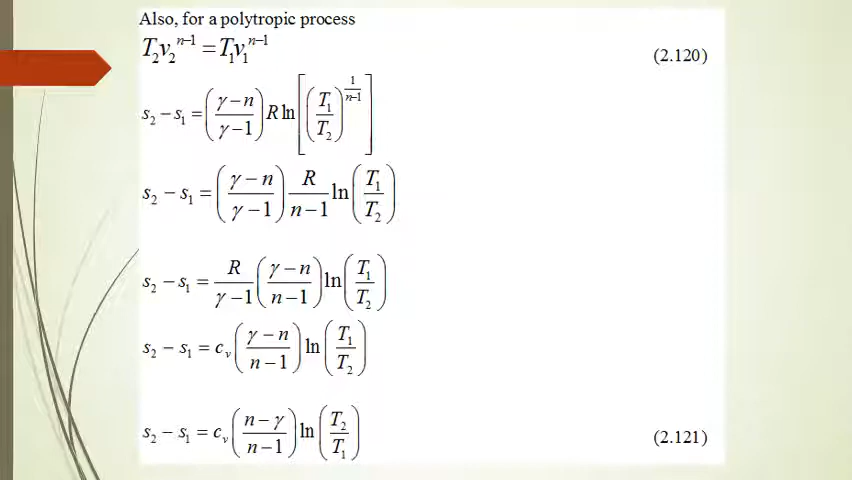 Also, for a polytropic process
T₂v₂ⁿ⁻¹ = T₁v₁ⁿ⁻¹ (2.120)
s₂ − s₁ = ((γ − n)/(γ − 1)) R ln[(T₁/T₂)^(1/(n−1))]
s₂ − s₁ = ((γ − n)/(γ − 1)) R/(n − 1) ln(T₁/T₂)
s₂ − s₁ = R/(γ − 1) ((γ − n)/(n − 1)) ln(T₁/T₂)
s₂ − s₁ = cᵥ((γ − n)/(n − 1)) ln(T₁/T₂)
s₂ − s₁ = cᵥ((n − γ)/(n − 1)) ln(T₂/T₁) (2.121)